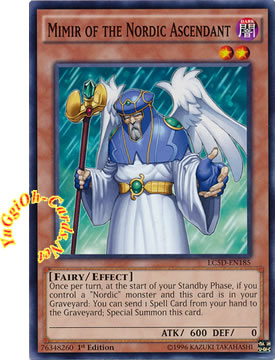 MIMIR OF THE NORDIC ASCENDANT
DARK
YuGgiOh-Cards.Net
LC5D-EN185
[FAIRY/EFFECT]
Once per turn, at the start of your Standby Phase, if you
control a "Nordic" monster and this card is in your
Graveyard: You can send 1 Spell Card from your hand to
the Graveyard; Special Summon this card.
ATK/ 600 DEF/ 0
76348260 1st Edition ©1996 KAZUKI TAKAHASHI